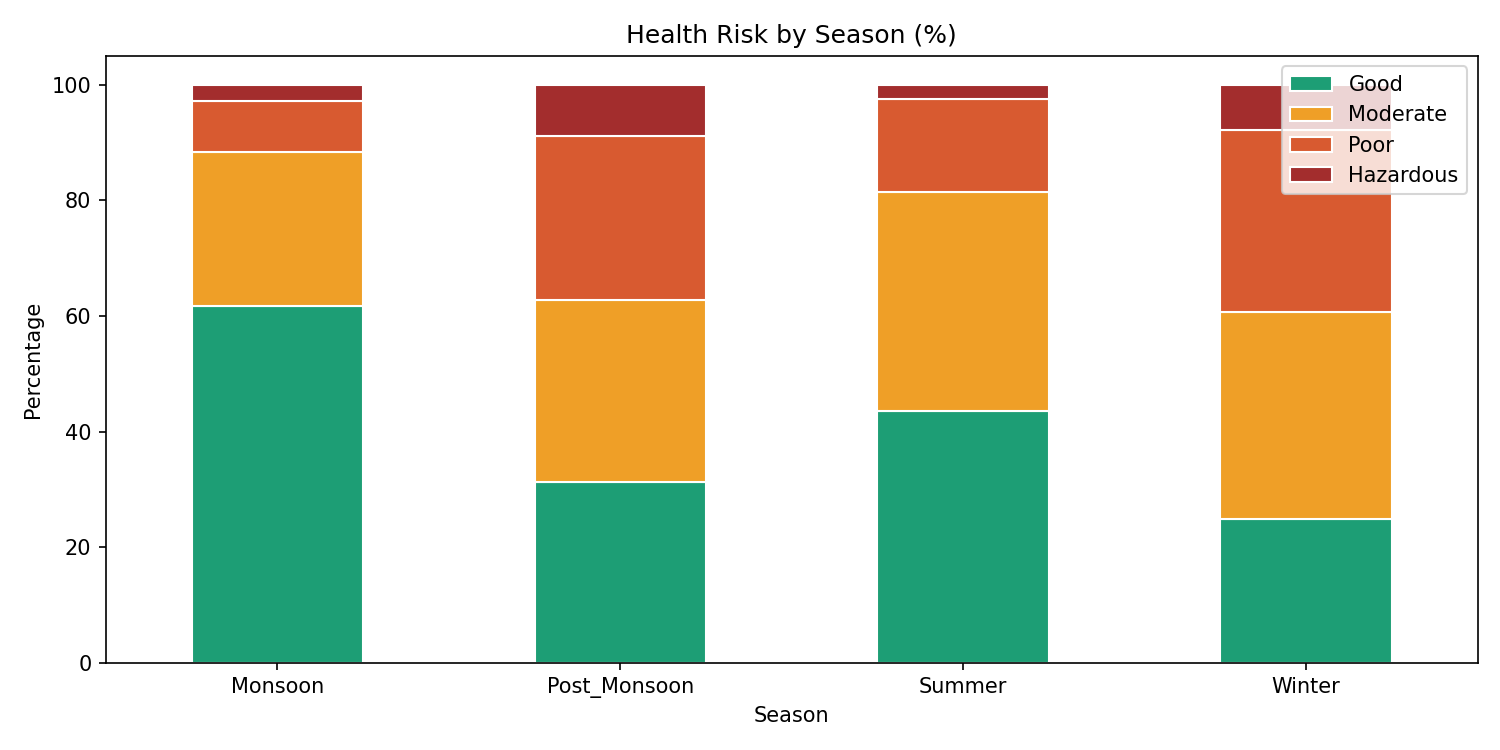 Health Risk by Season (%)
Percentage
100
80
60
40
20
0
Good
Moderate
Poor
Hazardous
Monsoon
Post_Monsoon
Summer
Winter
Season